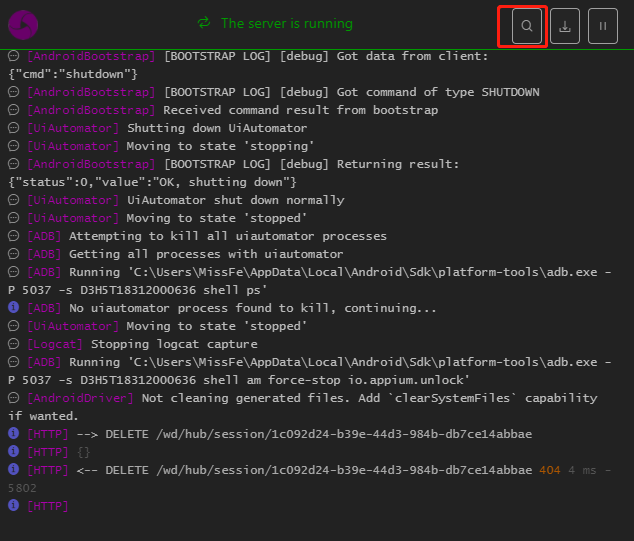 The server is running
[AndroidBootstrap] [BOOTSTRAP LOG] [debug] Got data from client:
{"cmd":"shutdown"}
[AndroidBootstrap] [BOOTSTRAP LOG] [debug] Got command of type SHUTDOWN
[AndroidBootstrap] Received command result from bootstrap
[UiAutomator] Shutting down UiAutomator
[UiAutomator] Moving to state 'stopping'
[AndroidBootstrap] [BOOTSTRAP LOG] [debug] Returning result:
{"status":0,"value":"OK, shutting down"}
[UiAutomator] UiAutomator shut down normally
[UiAutomator] Moving to state 'stopped'
[ADB] Attempting to kill all uiautomator processes
[ADB] Getting all processes with uiautomator
[ADB] Running 'C:\Users\MissFe\AppData\Local\Android\Sdk\platform-tools\adb.exe -
P 5037 -s D3H5T18312000636 shell ps'
[ADB] No uiautomator process found to kill, continuing...
[UiAutomator] Moving to state 'stopped'
[Logcat] Stopping logcat capture
[ADB] Running 'C:\Users\MissFe\AppData\Local\Android\Sdk\platform-tools\adb.exe -
P 5037 -s D3H5T18312000636 shell am force-stop io.appium.unlock'
[AndroidDriver] Not cleaning generated files. Add `clearSystemFiles` capability
if wanted.
[HTTP] --> DELETE /wd/hub/session/1c092d24-b39e-44d3-984b-db7ce14abbae
[HTTP] {}
[HTTP] <-- DELETE /wd/hub/session/1c092d24-b39e-44d3-984b-db7ce14abbae 404 4 ms -
5802
[HTTP]